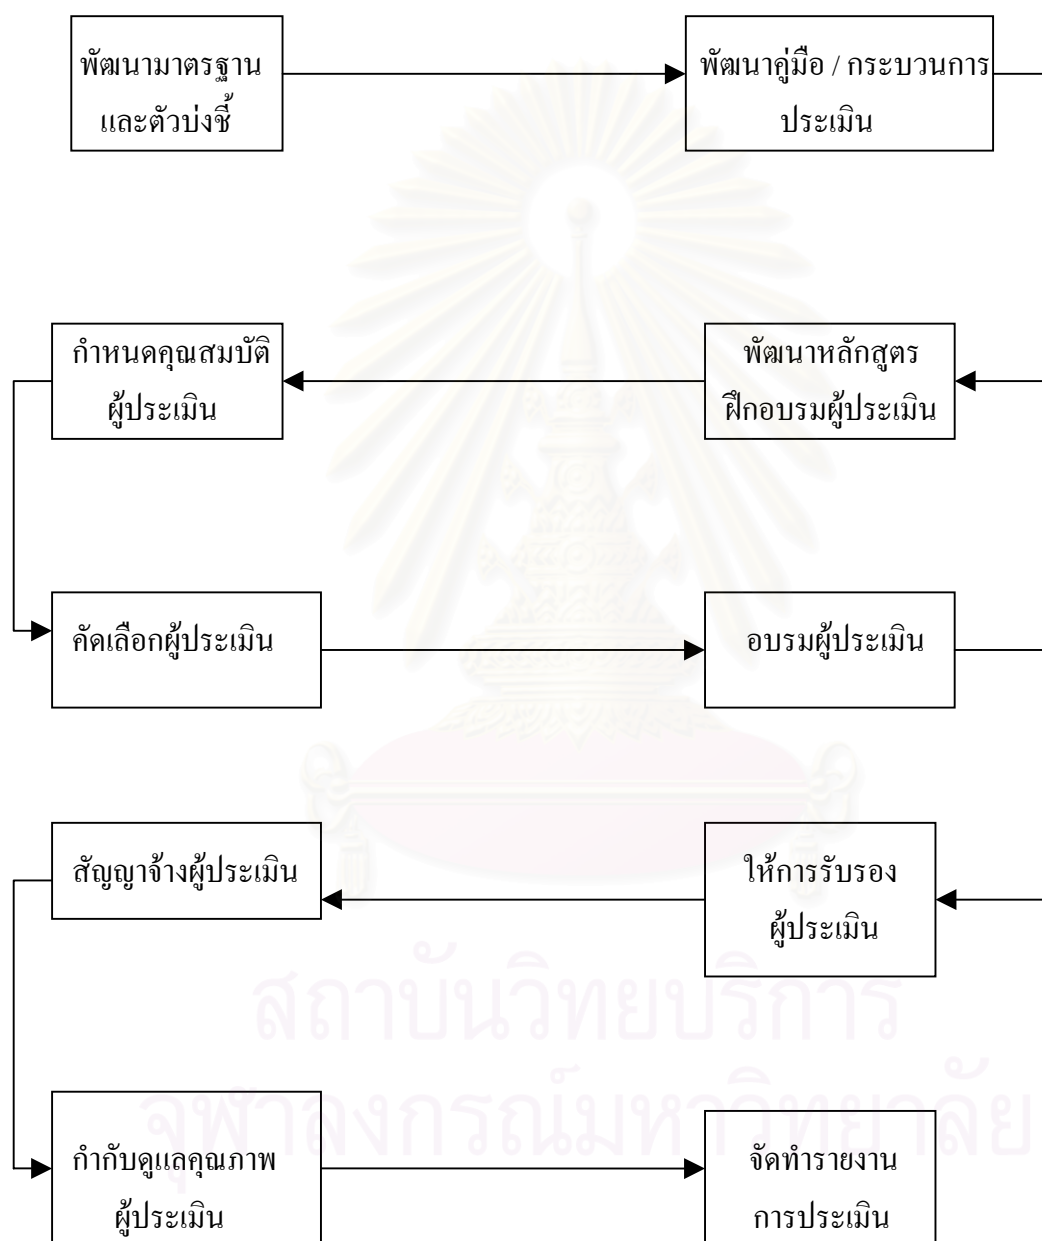 พัฒนามาตรฐาน
และตัวบ่งชี้
พัฒนาคู่มือ / กระบวนการ
ประเมิน
กำหนดคุณสมบัติ
ผู้ประเมิน
พัฒนาหลักสูตร
ฝึกอบรมผู้ประเมิน
คัดเลือกผู้ประเมิน
อบรมผู้ประเมิน
สัญญาจ้างผู้ประเมิน
ให้การรับรอง
ผู้ประเมิน
สถาบันวิทยบริการ
จุฬาลงกรณ์มหาวิทยาลัย
กำกับดูแลคุณภาพ
ผู้ประเมิน
จัดทำรายงาน
การประเมิน